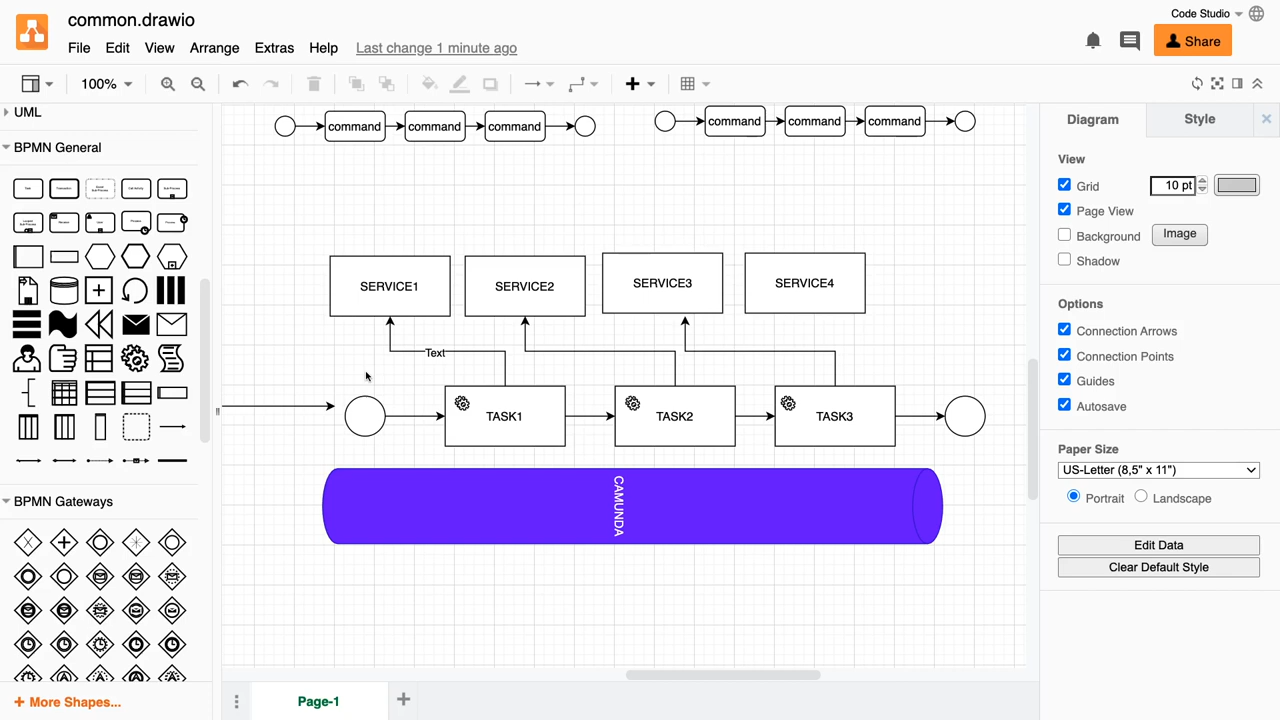 common.drawio
Code Studio
File Edit View Arrange Extras Help Last change 1 minute ago
Share
100%
UML
BPMN General
command command command
command command command
SERVICE1 SERVICE2 SERVICE3 SERVICE4
Text
TASK1 TASK2 TASK3
CAMUNDA
BPMN Gateways
+ More Shapes...
Page-1
Diagram Style
View
Grid 10 pt
Page View
Background Image
Shadow
Options
Connection Arrows
Connection Points
Guides
Autosave
Paper Size
US-Letter (8,5" x 11")
Portrait Landscape
Edit Data
Clear Default Style